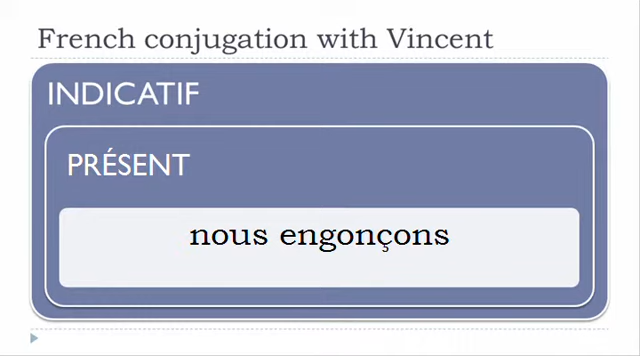 French conjugation with Vincent
INDICATIF
PRÉSENT
nous engonçons